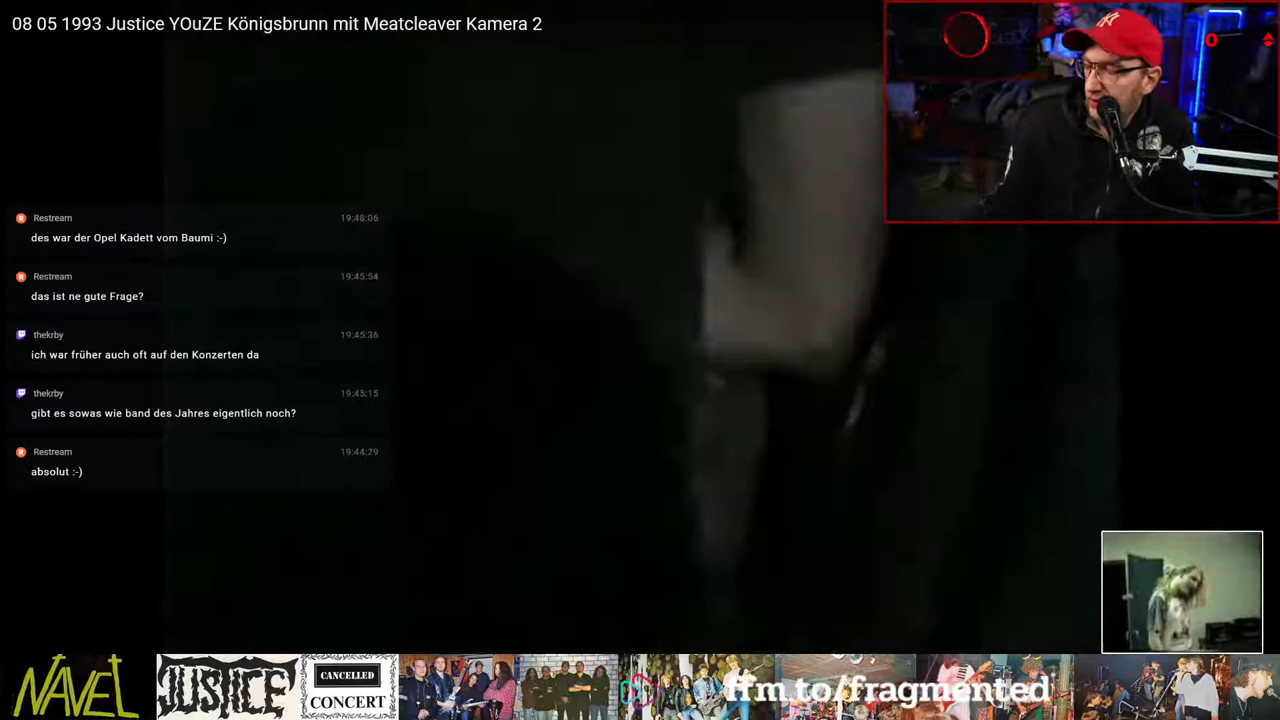 08 05 1993 Justice YOuZE Königsbrunn mit Meatcleaver Kamera 2
0
Restream 19:48:06
des war der Opel Kadett vom Baumi :-)
Restream 19:45:54
das ist ne gute Frage?
thekrby 19:45:36
ich war früher auch oft auf den Konzerten da
thekrby 19:45:15
gibt es sowas wie band des Jahres eigentlich noch?
Restream 19:44:29
absolut :-)
NAVEL
JUSTICE
CANCELLED
CONCERT
ffm.to/fragmented